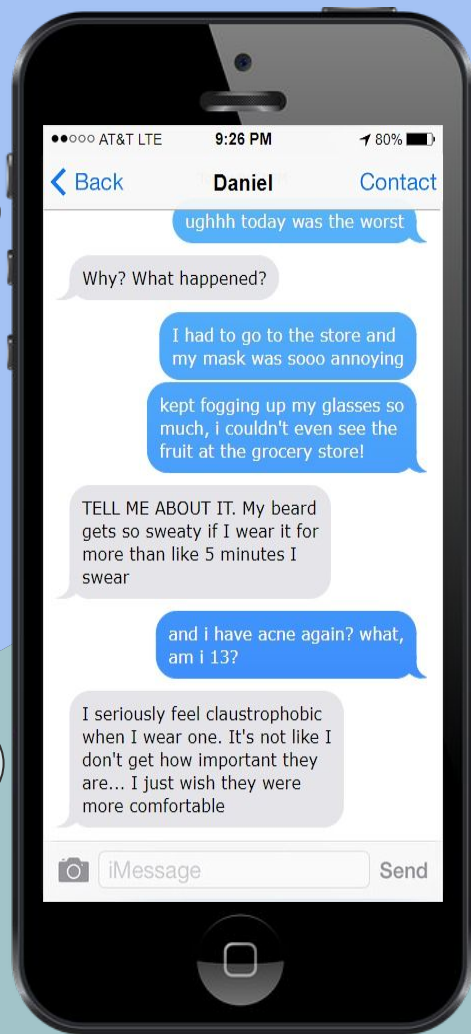 AT&T LTE 9:26 PM 80%
Back Daniel Contact
ughhh today was the worst
Why? What happened?
I had to go to the store and
my mask was sooo annoying
kept fogging up my glasses so
much, i couldn't even see the
fruit at the grocery store!
TELL ME ABOUT IT. My beard
gets so sweaty if I wear it for
more than like 5 minutes I
swear
and i have acne again? what,
am i 13?
I seriously feel claustrophobic
when I wear one. It's not like I
don't get how important they
are... I just wish they were
more comfortable
iMessage Send